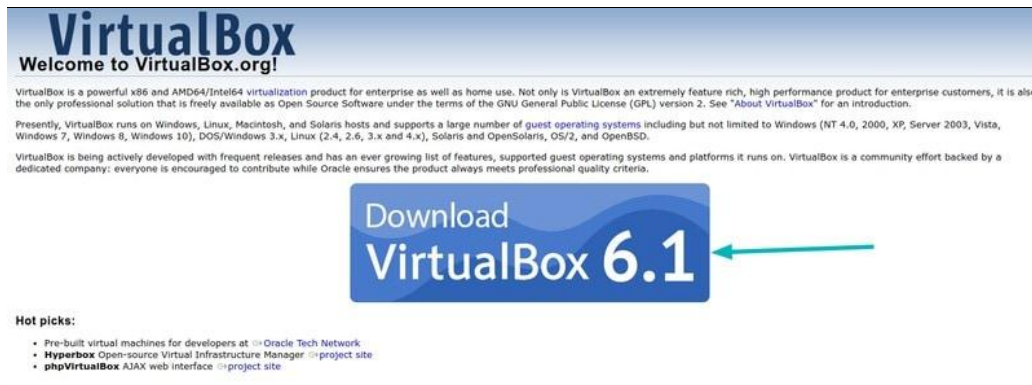 VirtualBox
Welcome to VirtualBox.org!
VirtualBox is a powerful x86 and AMD64/Intel64 virtualization product for enterprise as well as home use. Not only is VirtualBox an extremely feature rich, high performance product for enterprise customers, it is also
the only professional solution that is freely available as Open Source Software under the terms of the GNU General Public License (GPL) version 2. See "About VirtualBox" for an introduction.
Presently, VirtualBox runs on Windows, Linux, Macintosh, and Solaris hosts and supports a large number of guest operating systems including but not limited to Windows (NT 4.0, 2000, XP, Server 2003, Vista,
Windows 7, Windows 8, Windows 10), DOS/Windows 3.x, Linux (2.4, 2.6, 3.x and 4.x), Solaris and OpenSolaris, OS/2, and OpenBSD.
VirtualBox is being actively developed with frequent releases and has an ever growing list of features, supported guest operating systems and platforms it runs on. VirtualBox is a community effort backed by a
dedicated company: everyone is encouraged to contribute while Oracle ensures the product always meets professional quality criteria.
Download
VirtualBox 6.1
Hot picks:
• Pre-built virtual machines for developers at Oracle Tech Network
• Hyperbox Open-source Virtual Infrastructure Manager project site
• phpVirtualBox AJAX web interface project site